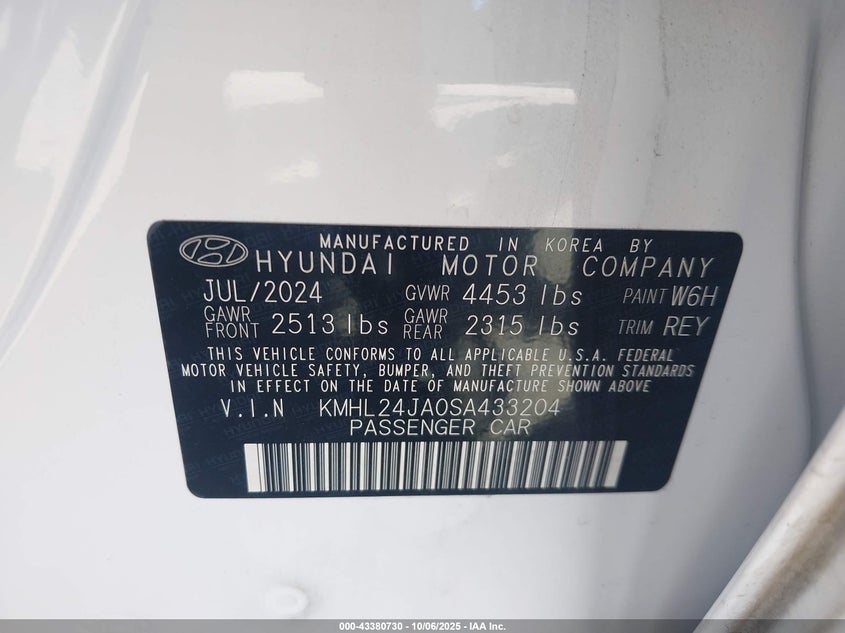 MANUFACTURED IN KOREA BY
HYUNDAI MOTOR COMPANY
JUL/2024 GVWR 4453 lbs PAINT W6H
GAWR FRONT 2513 lbs GAWR REAR 2315 lbs TRIM REY
THIS VEHICLE CONFORMS TO ALL APPLICABLE U.S.A. FEDERAL
MOTOR VEHICLE SAFETY, BUMPER, AND THEFT PREVENTION STANDARDS
IN EFFECT ON THE DATE OF MANUFACTURE SHOWN ABOVE.
V.I.N KMHL24JA0SA433204
PASSENGER CAR
000-43380730 - 10/06/2025 - IAA Inc.